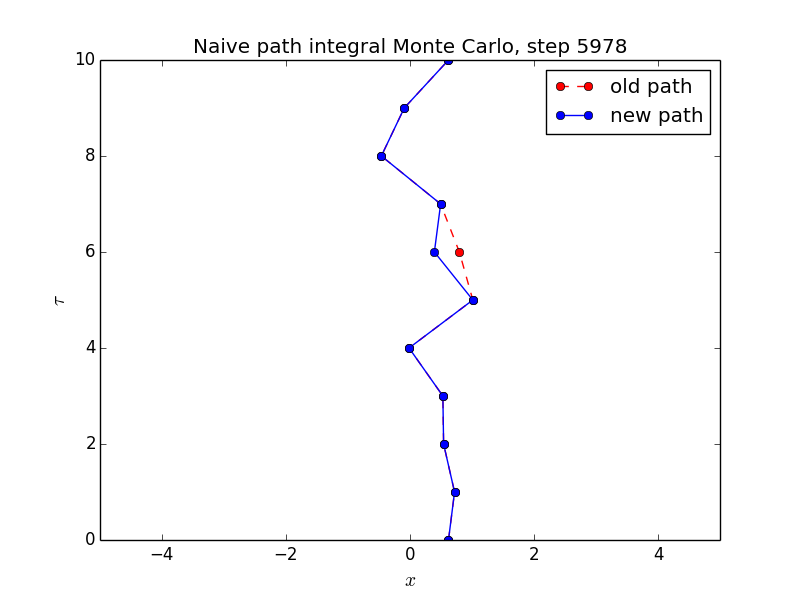 Naive path integral Monte Carlo, step 5978
old path
new path
10
8
6
4
2
0
τ
−4 −2 0 2 4
x